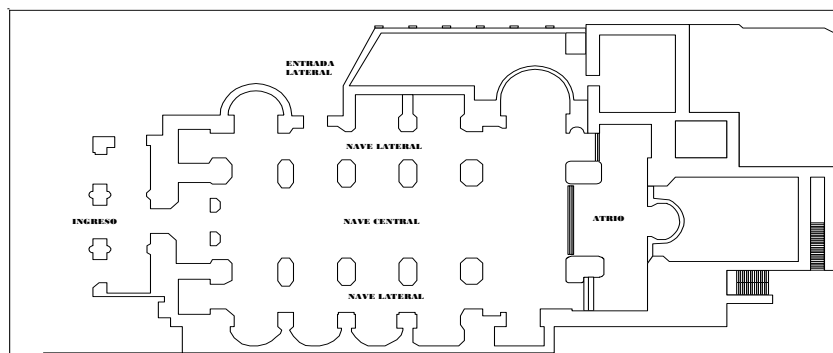 ENTRADA
LATERAL
NAVE LATERAL
INGRESO
NAVE CENTRAL
ATRIO
NAVE LATERAL